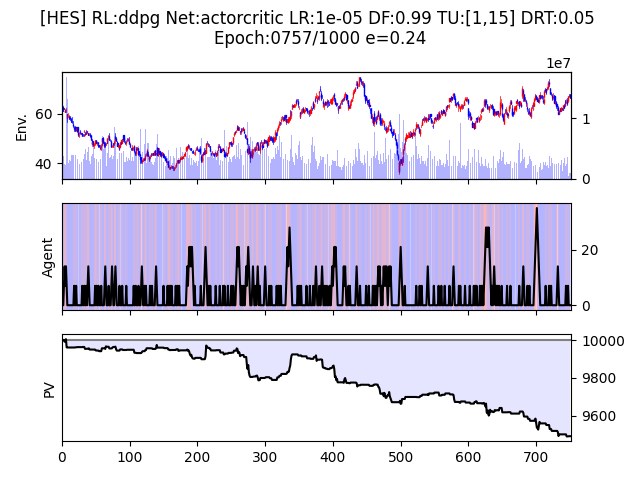 [HES] RL:ddpg Net:actorcritic LR:1e-05 DF:0.99 TU:[1,15] DRT:0.05
Epoch:0757/1000 e=0.24
1e7
Env.
60
40
1
0
Agent
20
0
PV
10000
9800
9600
0 100 200 300 400 500 600 700